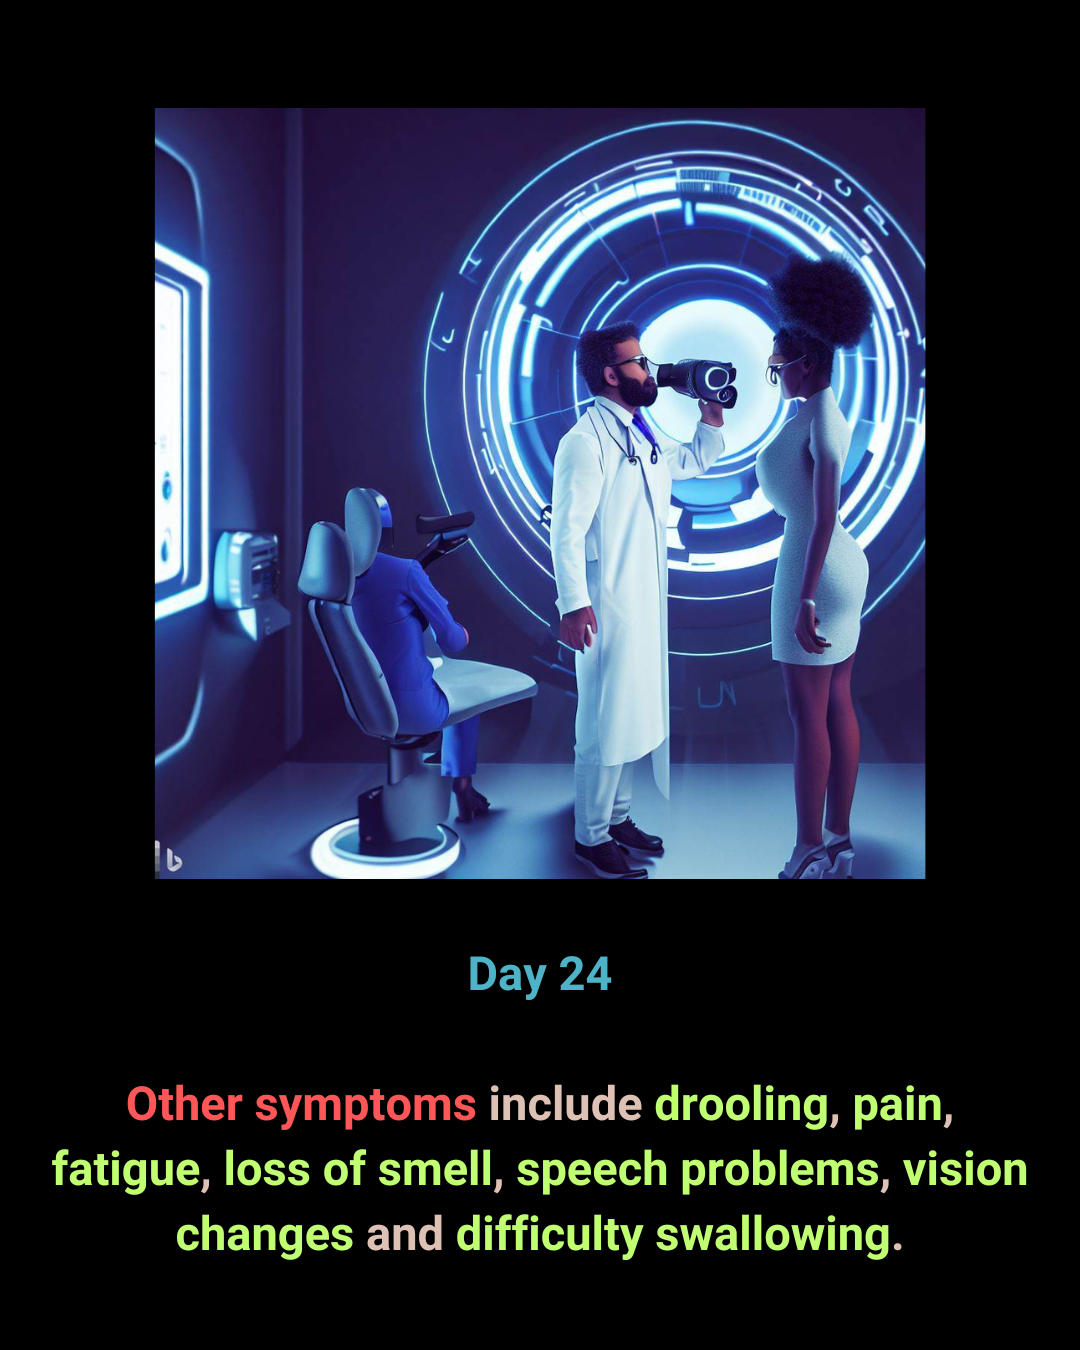 Day 24
Other symptoms include drooling, pain,
fatigue, loss of smell, speech problems, vision
changes and difficulty swallowing.